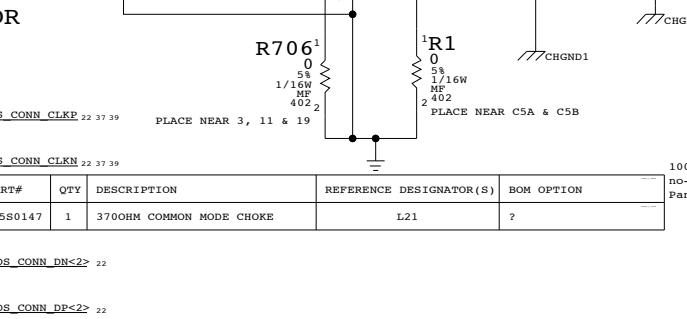 OR
R706 1
0
5%
1/16W
MF
402
2
1 R1
0
5%
1/16W
MF
402
2
CHGND1
CHG
S_CONN_CLKP 22 37 39
PLACE NEAR 3, 11 & 19
PLACE NEAR C5A & C5B
S_CONN_CLKN 22 37 39
100
no-
Par
RT# QTY DESCRIPTION REFERENCE DESIGNATOR(S) BOM OPTION
5S0147 1 370OHM COMMON MODE CHOKE L21 ?
DS_CONN_DN<2> 22
DS_CONN_DP<2> 22